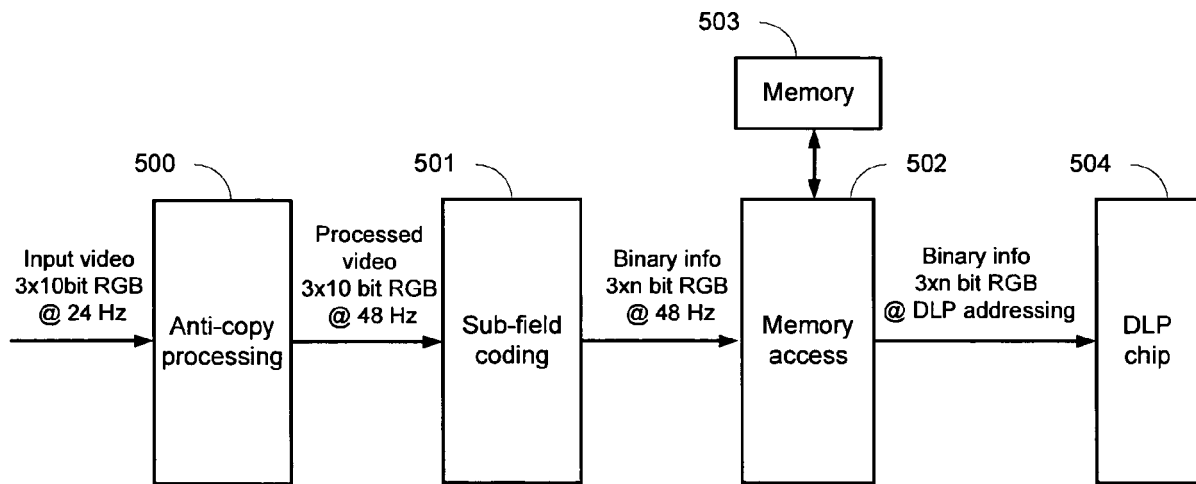 503
Memory
500
501
502
504
Input video
3x10bit RGB
@ 24 Hz
Anti-copy
processing
Processed
video
3x10 bit RGB
@ 48 Hz
Sub-field
coding
Binary info
3xn bit RGB
@ 48 Hz
Memory
access
Binary info
3xn bit RGB
@ DLP addressing
DLP
chip